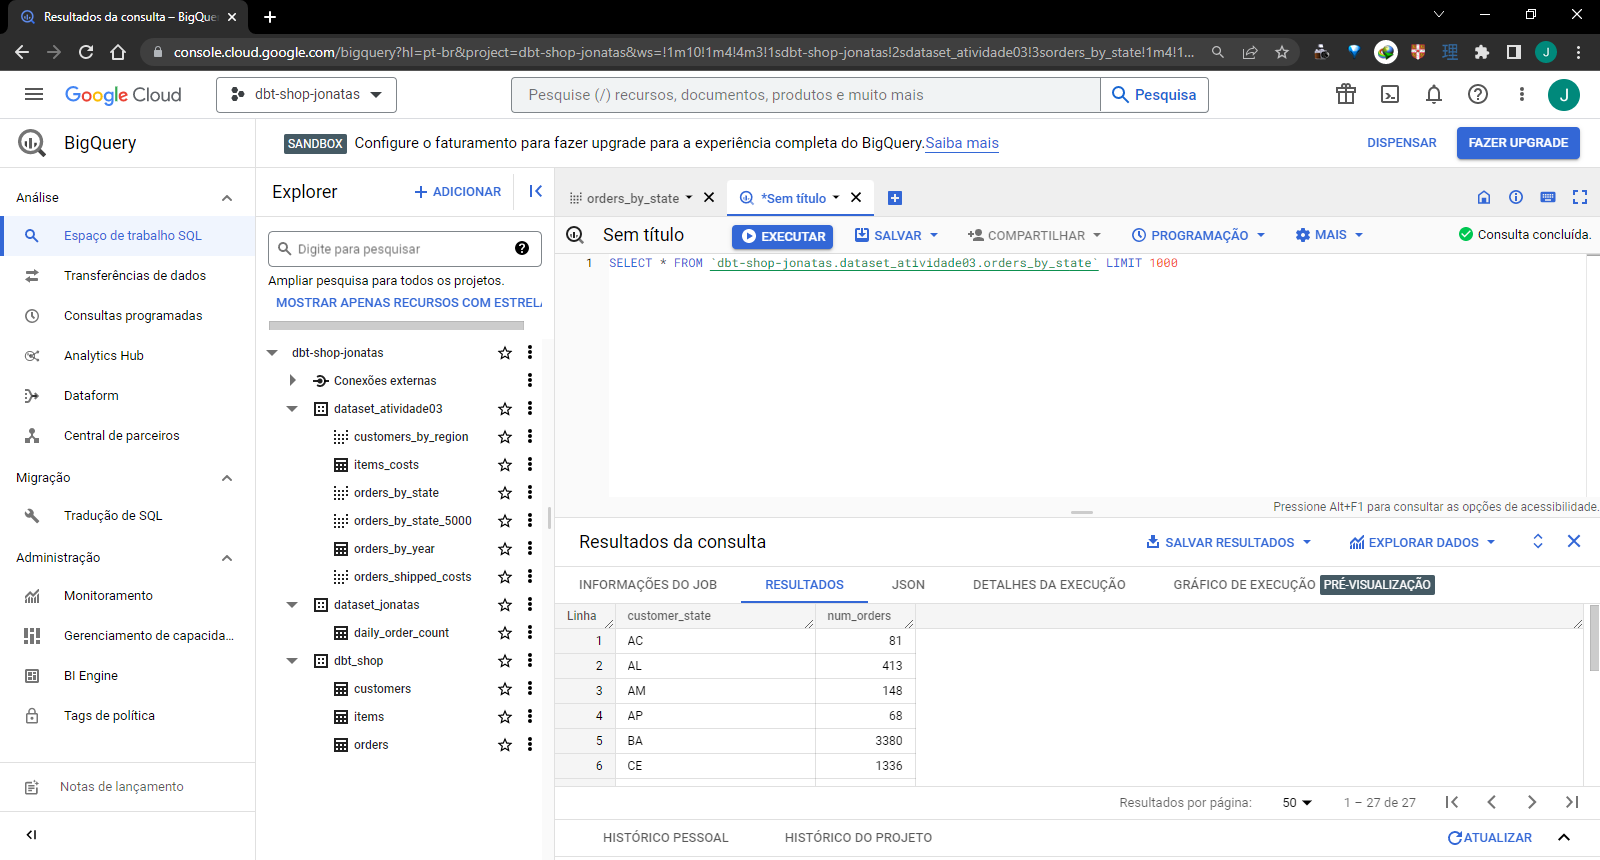 Resultados da consulta – BigQue
console.cloud.google.com/bigquery?hl=pt-br&project=dbt-shop-jonatas&ws=!1m10!1m4!4m3!1sdbt-shop-jonatas!2sdataset_atividade03!3sorders_by_state!1m4!1...
J
Google Cloud
dbt-shop-jonatas
Pesquise (/) recursos, documentos, produtos e muito mais
Pesquisa
J
BigQuery
SANDBOX Configure o faturamento para fazer upgrade para a experiência completa do BigQuery.Saiba mais
DISPENSAR
FAZER UPGRADE
Análise
Espaço de trabalho SQL
Transferências de dados
Consultas programadas
Analytics Hub
Dataform
Central de parceiros
Migração
Tradução de SQL
Administração
Monitoramento
Gerenciamento de capacida...
BI Engine
Tags de política
Notas de lançamento
Explorer
ADICIONAR
Digite para pesquisar
Ampliar pesquisa para todos os projetos.
MOSTRAR APENAS RECURSOS COM ESTRELA
dbt-shop-jonatas
Conexões externas
dataset_atividade03
customers_by_region
items_costs
orders_by_state
orders_by_state_5000
orders_by_year
orders_shipped_costs
dataset_jonatas
daily_order_count
dbt_shop
customers
items
orders
orders_by_state
*Sem título
Sem título
EXECUTAR
SALVAR
COMPARTILHAR
PROGRAMAÇÃO
MAIS
Consulta concluída.
1 SELECT * FROM `dbt-shop-jonatas.dataset_atividade03.orders_by_state` LIMIT 1000
Pressione Alt+F1 para consultar as opções de acessibilidade.
Resultados da consulta
SALVAR RESULTADOS
EXPLORAR DADOS
INFORMAÇÕES DO JOB
RESULTADOS
JSON
DETALHES DA EXECUÇÃO
GRÁFICO DE EXECUÇÃO PRÉ-VISUALIZAÇÃO
Linha customer_state num_orders
1 AC 81
2 AL 413
3 AM 148
4 AP 68
5 BA 3380
6 CE 1336
Resultados por página: 50 1 – 27 de 27
HISTÓRICO PESSOAL
HISTÓRICO DO PROJETO
ATUALIZAR